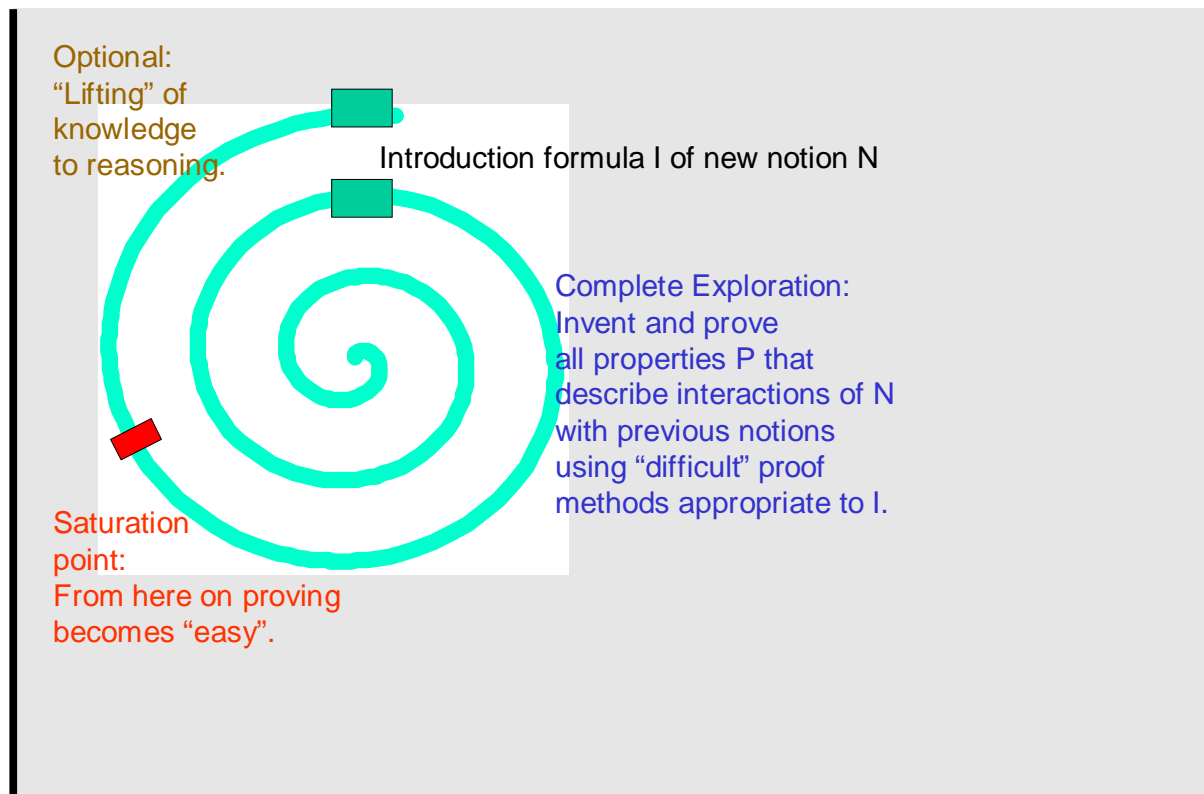 Optional:
“Lifting” of
knowledge
to reasoning.
Introduction formula I of new notion N
Complete Exploration:
Invent and prove
all properties P that
describe interactions of N
with previous notions
using “difficult” proof
methods appropriate to I.
Saturation
point:
From here on proving
becomes “easy”.